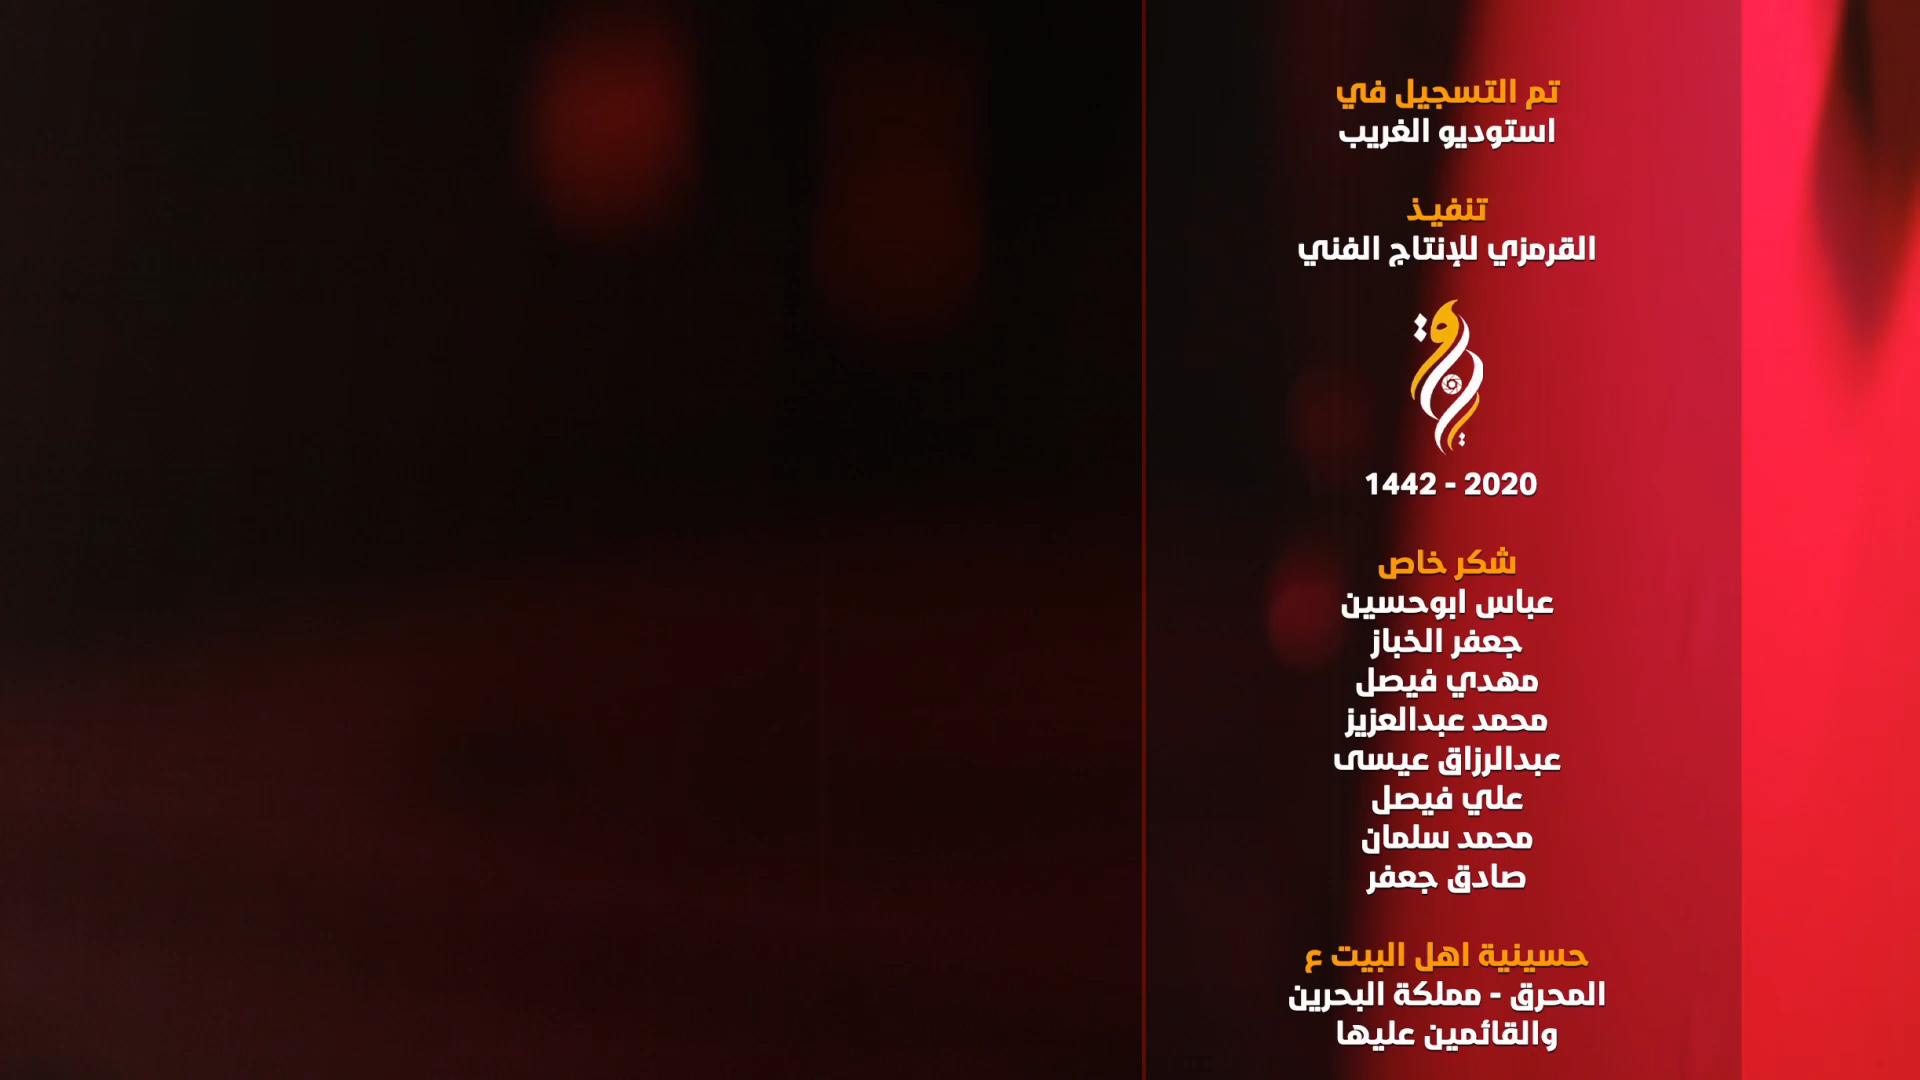 تم التسجيل في
استوديو الغريب
تنفيـذ
القرمزي للإنتاج الفني
1442 - 2020
شكر خاص
عباس ابوحسين
جعفر الخباز
مهدي فيصل
محمد عبدالعزيز
عبدالرزاق عيسى
علي فيصل
محمد سلمان
صادق جعفر
حسينية اهل البيت ع
المحرق - مملكة البحرين
والقائمين عليها